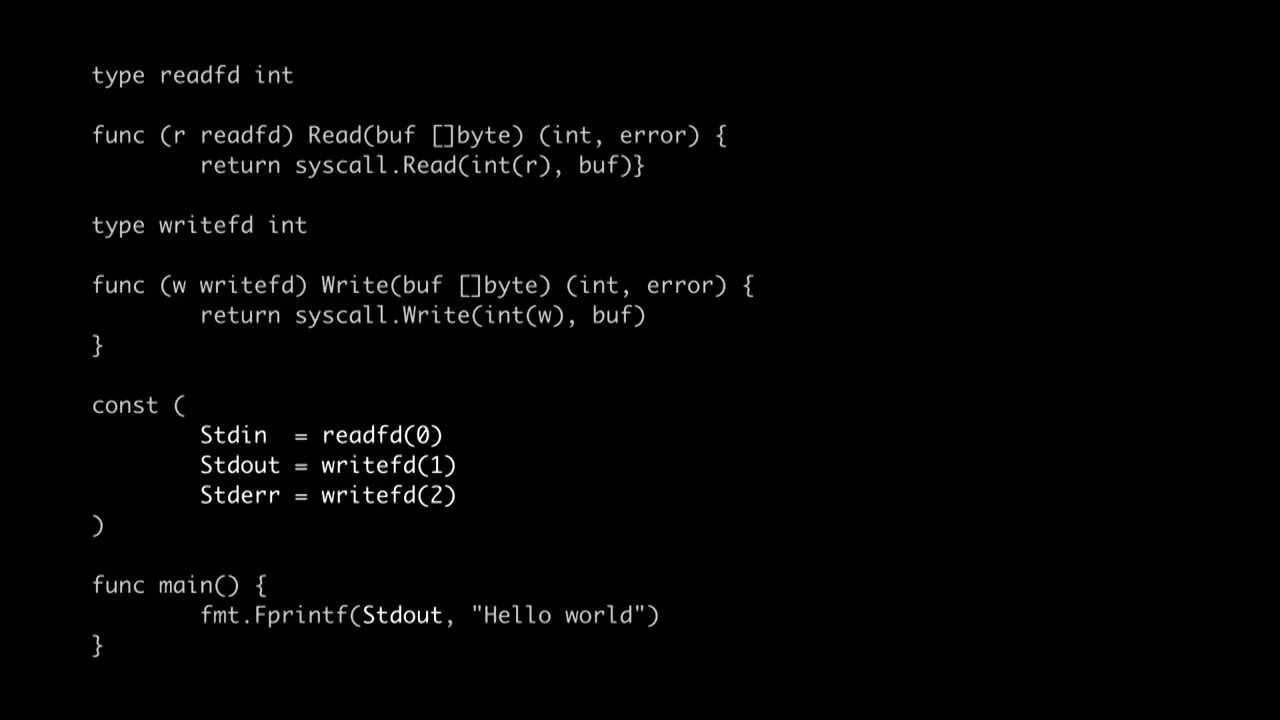 type readfd int
func (r readfd) Read(buf []byte) (int, error) {
        return syscall.Read(int(r), buf)}
type writefd int
func (w writefd) Write(buf []byte) (int, error) {
        return syscall.Write(int(w), buf)
}
const (
        Stdin  = readfd(0)
        Stdout = writefd(1)
        Stderr = writefd(2)
)
func main() {
        fmt.Fprintf(Stdout, "Hello world")
}